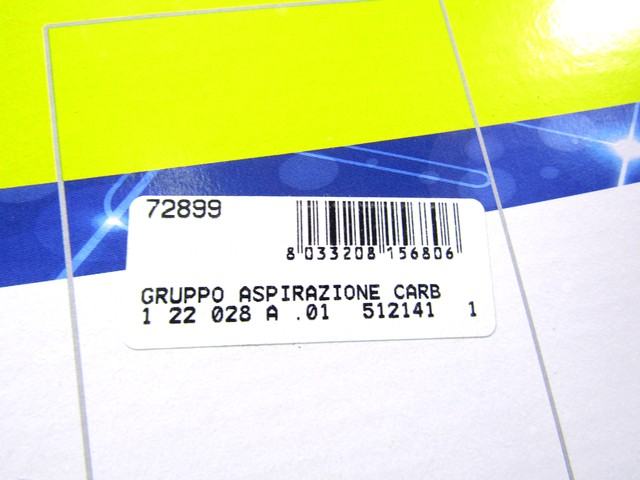 72899
8 033208 156806
GRUPPO ASPIRAZIONE CARB
1 22 028 A .01 512141 1